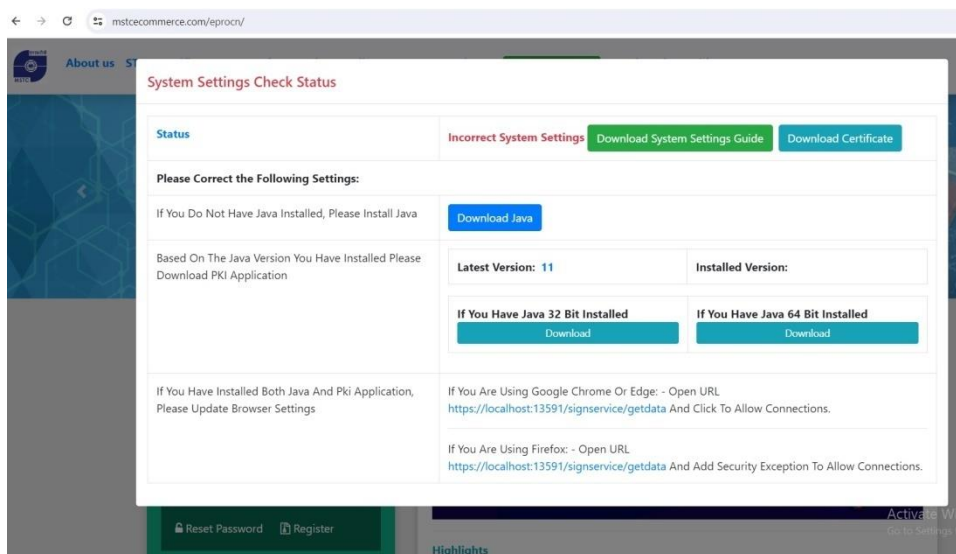 mstcecommerce.com/eprocn/
MSTC
About us ST
System Settings Check Status
Status
Incorrect System Settings Download System Settings Guide Download Certificate
Please Correct the Following Settings:
If You Do Not Have Java Installed, Please Install Java
Download Java
Based On The Java Version You Have Installed Please
Download PKI Application
Latest Version: 11 Installed Version:
If You Have Java 32 Bit Installed If You Have Java 64 Bit Installed
Download Download
If You Have Installed Both Java And Pki Application,
Please Update Browser Settings
If You Are Using Google Chrome Or Edge: - Open URL
https://localhost:13591/signservice/getdata And Click To Allow Connections.
If You Are Using Firefox: - Open URL
https://localhost:13591/signservice/getdata And Add Security Exception To Allow Connections.
Reset Password Register
Highlights
Activate W
Go to Settings